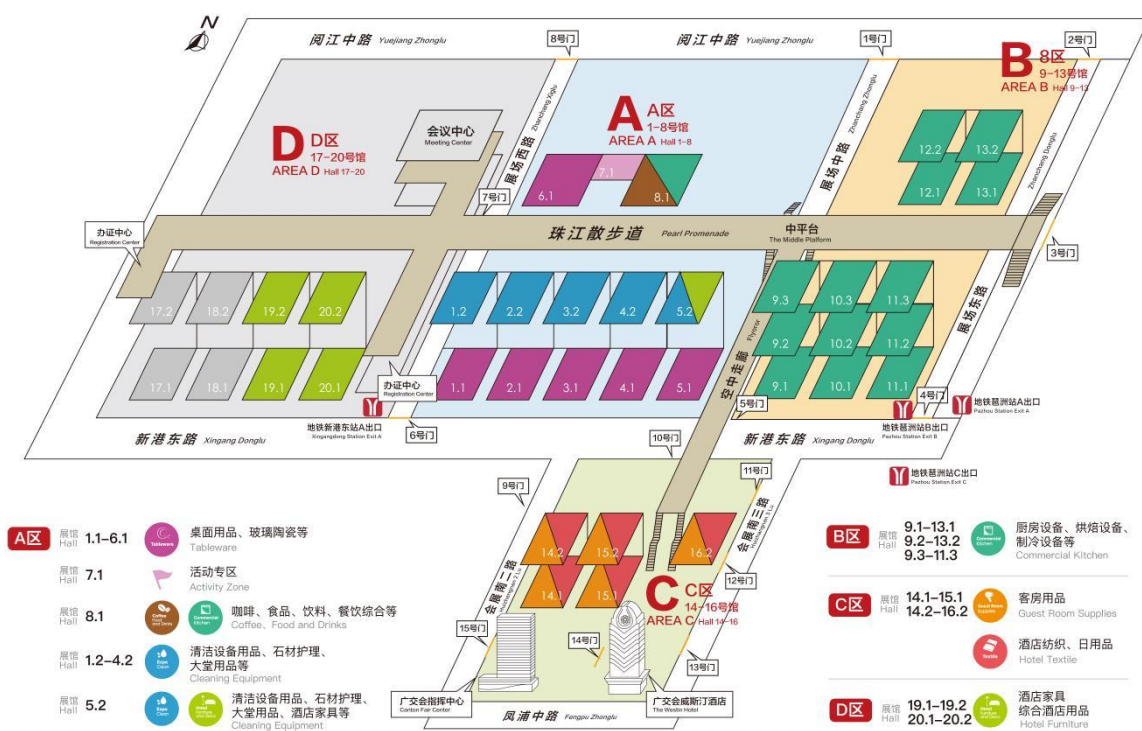 N
阅江中路 Yuejiang Zhonglu
8号门
阅江中路 Yuejiang Zhonglu
1号门
2号门
B 8区
9-13号馆
AREA B Hall 9-13
A A区
1-8号馆
AREA A Hall 1-8
D D区
17-20号馆
AREA D Hall 17-20
会议中心
Meeting Center
展场西路 Zhanchang Xiglu
展场中路 Zhanchang Zhonglu
Zhanchang Donglu
展场东路
12.2 13.2
12.1 13.1
6.1 7.1 8.1
7号门
办证中心
Registration Center
珠江散步道 Pearl Promenade
中平台
The Middle Platform
3号门
17.2 18.2 19.2 20.2
1.2 2.2 3.2 4.2 5.2
9.3 10.3 11.3
9.2 10.2 11.2
17.1 18.1 19.1 20.1
1.1 2.1 3.1 4.1 5.1
9.1 10.1 11.1
空中走廊 Flyoror
办证中心
Registration Center
地铁新港东站A出口
Xingangdong Station Exit A
6号门
5号门
4号门
地铁琶洲站A出口
Pazhou Station Exit A
地铁琶洲站B出口
Pazhou Station Exit B
新港东路 Xingang Donglu
新港东路 Xingang Donglu
10号门
地铁琶洲站C出口
Pazhou Station Exit C
9号门
11号门
会展南二路
会展南三路
14.2 15.2 16.2
14.1 15.1
12号门
C C区
14-16号馆
AREA C Hall 14-16
15号门
14号门
13号门
广交会指挥中心
Canton Fair Center
广交会威斯汀酒店
The Westin Hotel
凤浦中路 Fengpu Zhonglu
A区
展馆 Hall 1.1-6.1
Tableware
桌面用品、玻璃陶瓷等
Tableware
展馆 Hall 7.1
活动专区
Activity Zone
展馆 Hall 8.1
Coffee Food and Drinks
Commercial Kitchen
咖啡、食品、饮料、餐饮综合等
Coffee, Food and Drinks
展馆 Hall 1.2-4.2
Expo Clean
清洁设备用品、石材护理、
大堂用品等
Cleaning Equipment
展馆 Hall 5.2
Expo Clean
清洁设备用品、石材护理、
大堂用品、酒店家具等
Cleaning Equipment
B区
展馆 Hall
9.1-13.1
9.2-13.2
9.3-11.3
Commercial Kitchen
厨房设备、烘焙设备、
制冷设备等
Commercial Kitchen
C区
展馆 Hall
14.1-15.1
14.2-16.2
Guest Room Supplies
客房用品
Guest Room Supplies
Textile
酒店纺织、日用品
Hotel Textile
D区
展馆 Hall
19.1-19.2
20.1-20.2
酒店家具
综合酒店用品
Hotel Furniture